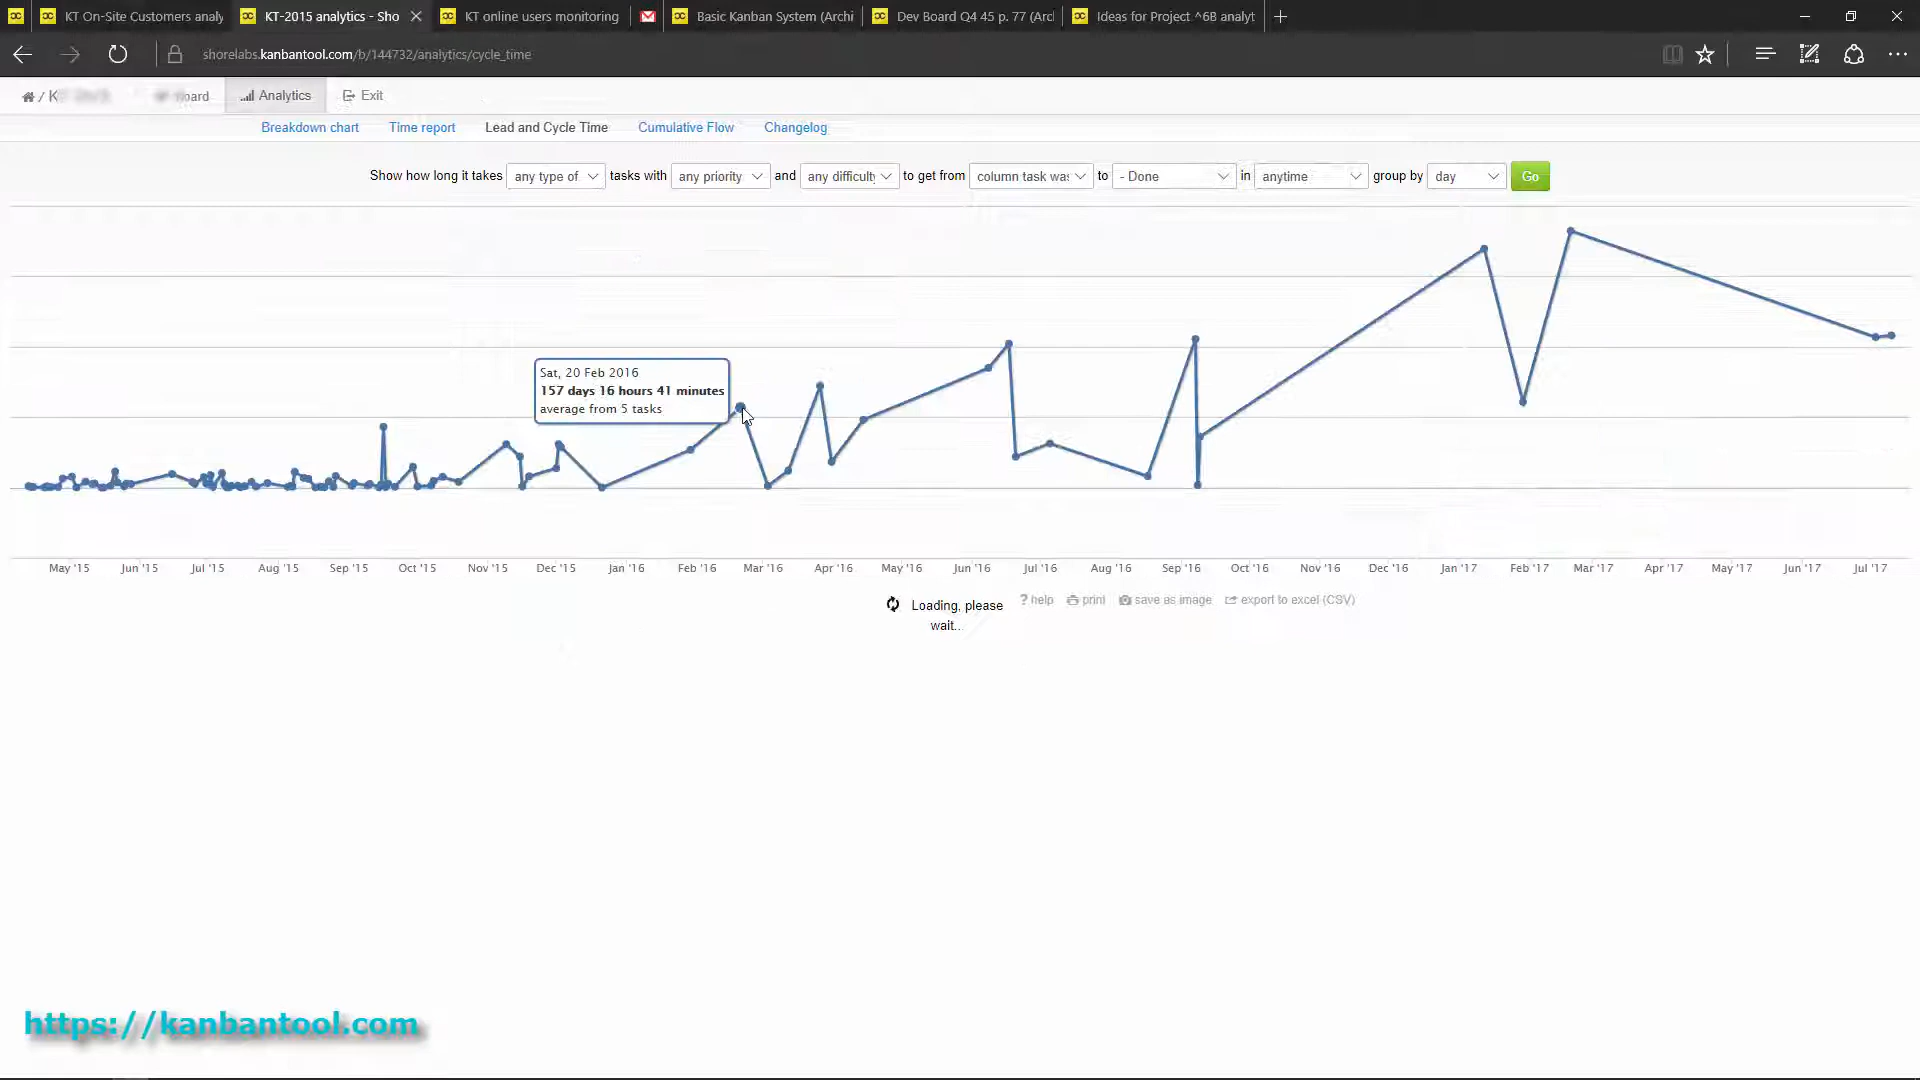 KT On-Site Customers analy
KT-2015 analytics - Sho
KT online users monitoring
Basic Kanban System (Archi
Dev Board Q4 45 p. 77 (Arc
Ideas for Project ^6B analyt
shorelabs.kanbantool.com/b/144732/analytics/cycle_time
/ K
oard
Analytics
Exit
Breakdown chart
Time report
Lead and Cycle Time
Cumulative Flow
Changelog
Show how long it takes any type of tasks with any priority and any difficulty to get from column task was to - Done in anytime group by day Go
Sat, 20 Feb 2016
157 days 16 hours 41 minutes
average from 5 tasks
May '15 Jun '15 Jul '15 Aug '15 Sep '15 Oct '15 Nov '15 Dec '15 Jan '16 Feb '16 Mar '16 Apr '16 May '16 Jun '16 Jul '16 Aug '16 Sep '16 Oct '16 Nov '16 Dec '16 Jan '17 Feb '17 Mar '17 Apr '17 May '17 Jun '17 Jul '17
Loading, please
wait...
? help
print
save as image
export to excel (CSV)
https://kanbantool.com